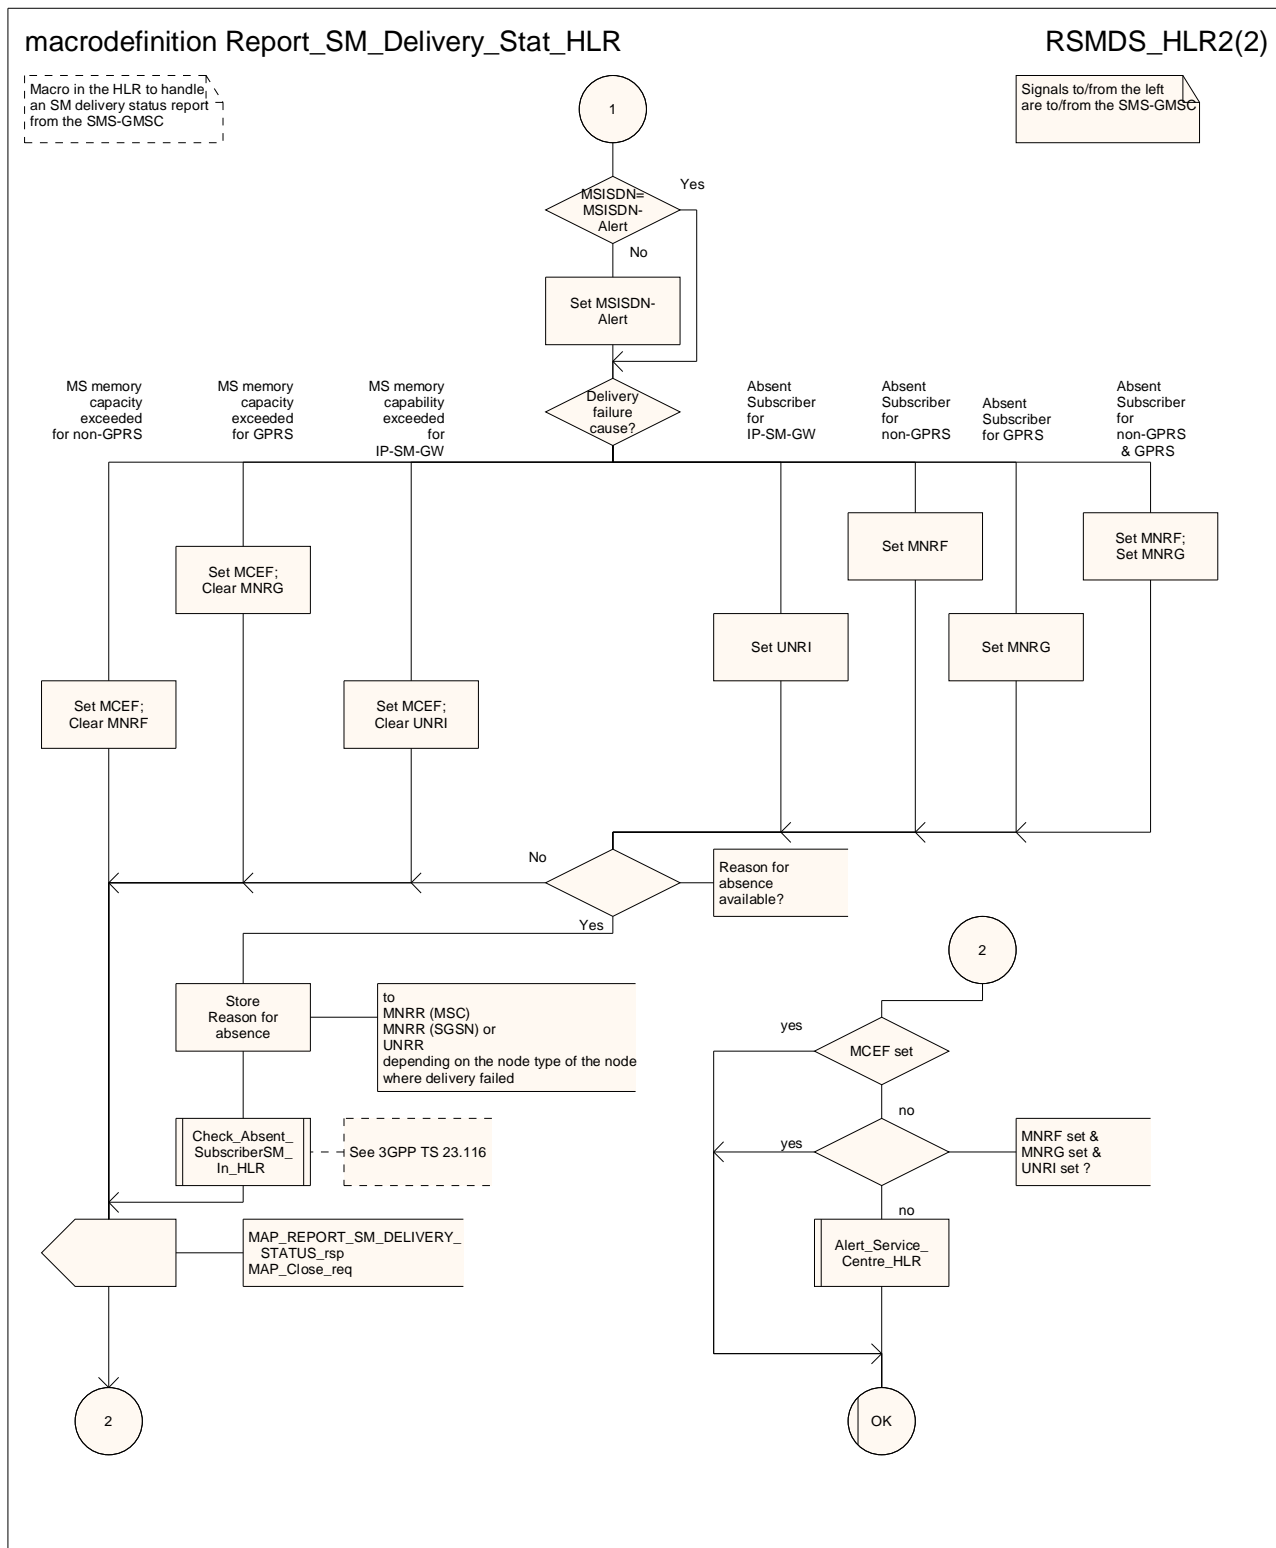 macrodefinition Report_SM_Delivery_Stat_HLR
RSMDS_HLR2(2)
Macro in the HLR to handle
an SM delivery status report
from the SMS-GMSC
Signals to/from the left
are to/from the SMS-GMSC
1
Yes
MSISDN=
MSISDN-
Alert
No
Set MSISDN-
Alert
MS memory
capacity
exceeded
for non-GPRS
MS memory
capacity
exceeded
for GPRS
MS memory
capability
exceeded
for
IP-SM-GW
Delivery
failure
cause?
Absent
Subscriber
for
IP-SM-GW
Absent
Subscriber
for
non-GPRS
Absent
Subscriber
for GPRS
Absent
Subscriber
for
non-GPRS
& GPRS
Set MNRF
Set MNRF;
Set MNRG
Set MCEF;
Clear MNRG
Set UNRI
Set MNRG
Set MCEF;
Clear MNRF
Set MCEF;
Clear UNRI
No
Reason for
absence
available?
Yes
2
Store
Reason for
absence
to
MNRR (MSC)
MNRR (SGSN) or
UNRR
depending on the node type of the node
where delivery failed
yes
MCEF set
no
Check_Absent_
SubscriberSM_
In_HLR
See 3GPP TS 23.116
yes
MNRF set &
MNRG set &
UNRI set ?
no
MAP_REPORT_SM_DELIVERY_
STATUS_rsp
MAP_Close_req
Alert_Service_
Centre_HLR
2
OK